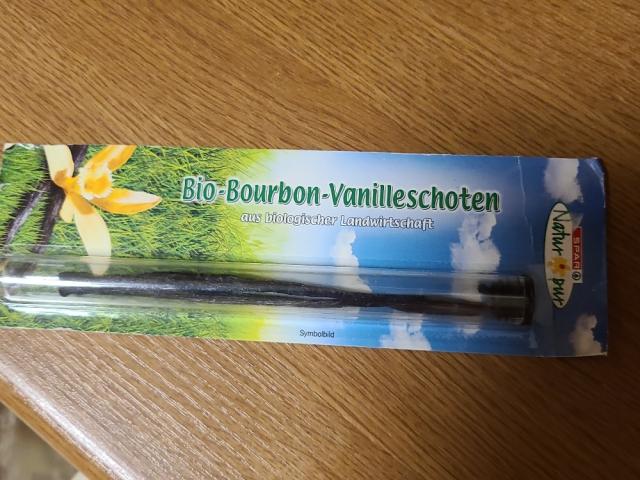 Bio-Bourbon-Vanilleschoten
aus biologischer Landwirtschaft
SPAR
Natur pur
Symbolbild